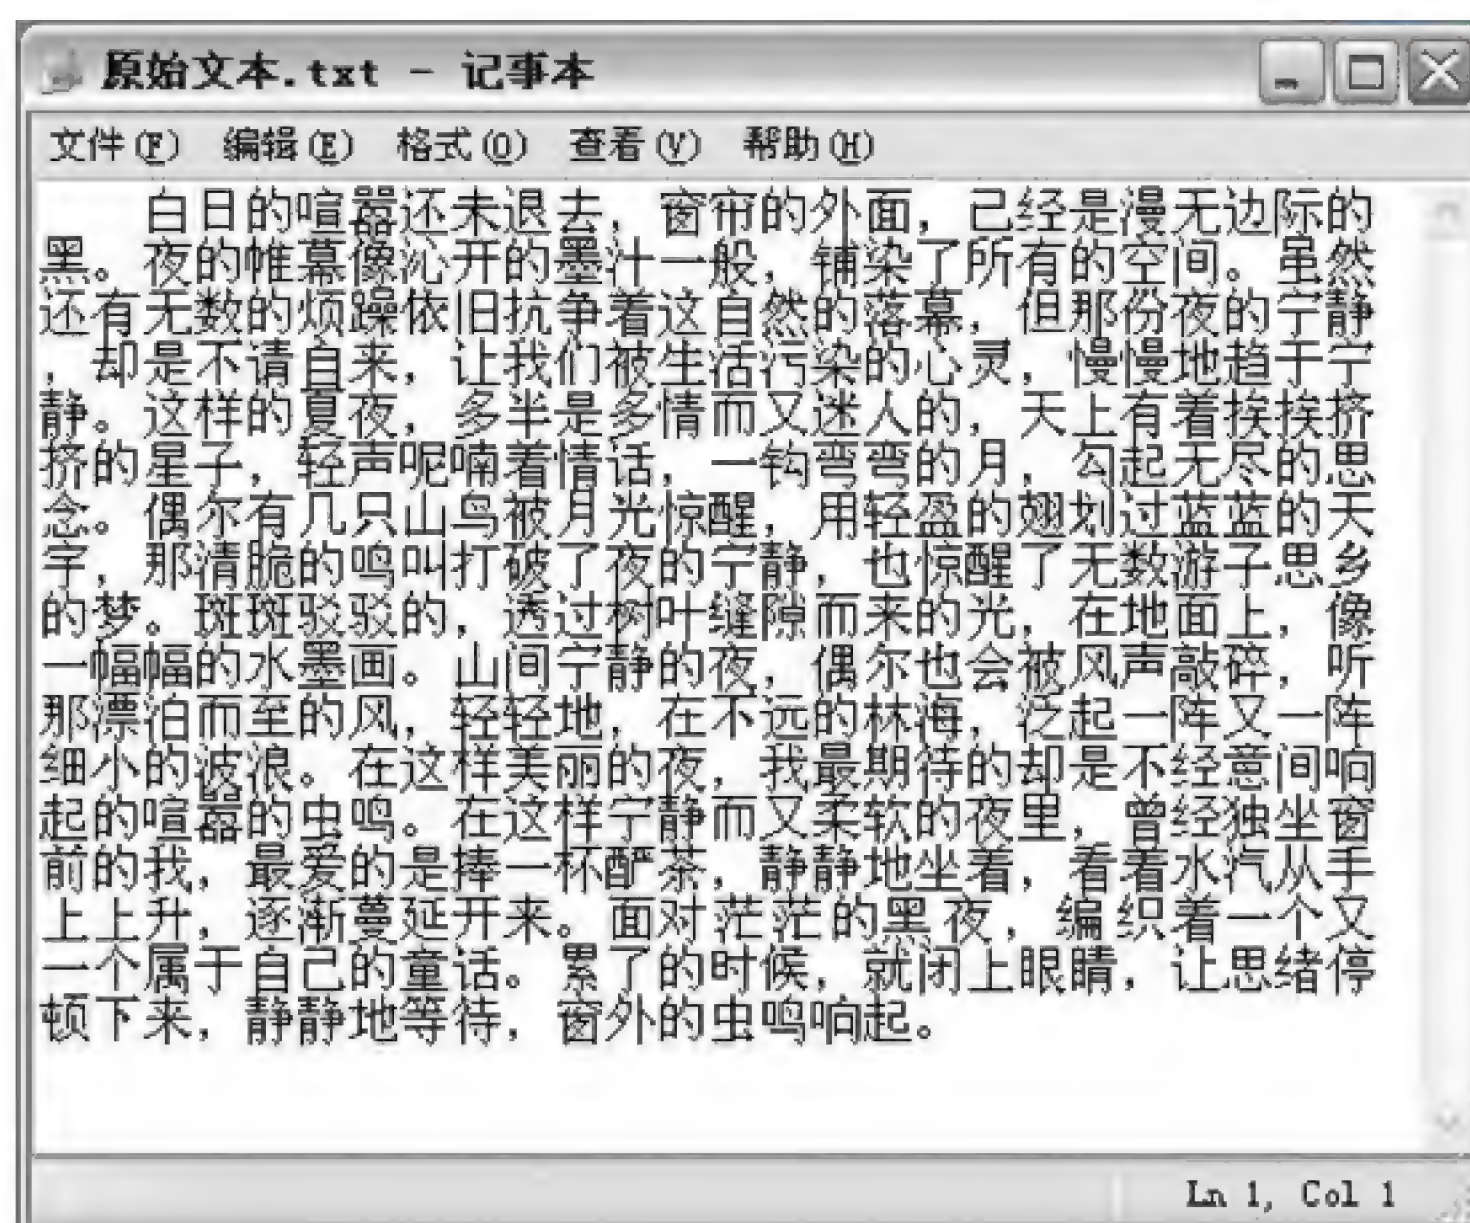 原始文本.txt - 记事本
文件(F) 编辑(E) 格式(O) 查看(V) 帮助(H)
白日的喧嚣还未退去，窗帘的外面，己经是漫无边际的
黑。夜的帷幕像沁开的墨汁一般，铺染了所有的空间。虽然
还有无数的烦躁依旧抗争着这自然的落幕，但那份夜的宁静
，却是不请自来，让我们被生活污染的心灵，慢慢地趋于宁
静。这样的夏夜，多半是多情而又迷人的，天上有着挨挨挤
挤的星子，轻声呢喃着情话，一钩弯弯的月，勾起无尽的思
念。偶尔有几只山鸟被月光惊醒，用轻盈的翅划过蓝蓝的天
宇，那清脆的鸣叫打破了夜的宁静，也惊醒了无数游子思乡
的梦。斑斑驳驳的，透过树叶缝隙而来的光，在地面上，像
一幅幅的水墨画。山间宁静的夜，偶尔也会被风声敲碎，听
那漂泊而至的风，轻轻地，在不远的林海，泛起一阵又一阵
细小的波浪。在这样美丽的夜，我最期待的却是不经意间响
起的喧嚣的虫鸣。在这样宁静而又柔软的夜里，曾经独坐窗
前的我，最爱的是捧一杯酽茶，静静地坐着，看着水汽从手
上上升，逐渐蔓延开来。面对茫茫的黑夜，编织着一个又
一个属于自己的童话。累了的时候，就闭上眼睛，让思绪停
顿下来，静静地等待，窗外的虫鸣响起。
Ln 1, Col 1